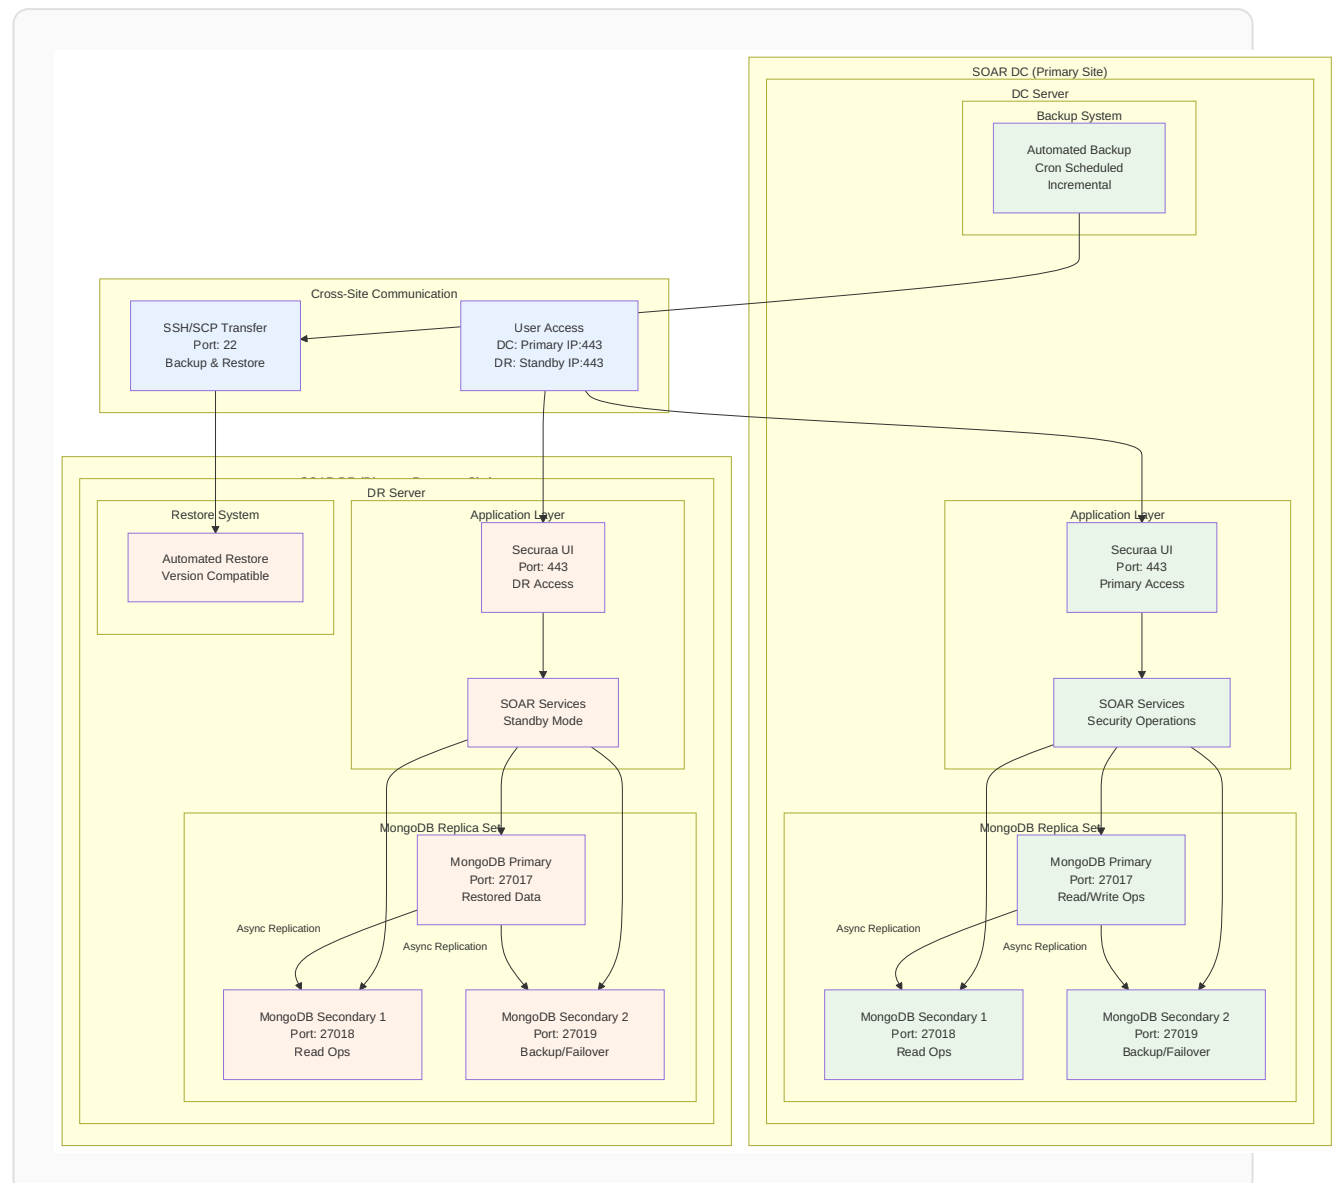 SOAR DC (Primary Site)
DC Server
Backup System
Automated Backup
Cron Scheduled
Incremental
Cross-Site Communication
SSH/SCP Transfer
Port: 22
Backup & Restore
User Access
DC: Primary IP:443
DR: Standby IP:443
DR Server
Restore System
Automated Restore
Version Compatible
Application Layer
Securaa UI
Port: 443
DR Access
SOAR Services
Standby Mode
MongoDB Replica Set
MongoDB Primary
Port: 27017
Restored Data
Async Replication
Async Replication
MongoDB Secondary 1
Port: 27018
Read Ops
MongoDB Secondary 2
Port: 27019
Backup/Failover
Application Layer
Securaa UI
Port: 443
Primary Access
SOAR Services
Security Operations
MongoDB Replica Set
MongoDB Primary
Port: 27017
Read/Write Ops
Async Replication
Async Replication
MongoDB Secondary 1
Port: 27018
Read Ops
MongoDB Secondary 2
Port: 27019
Backup/Failover